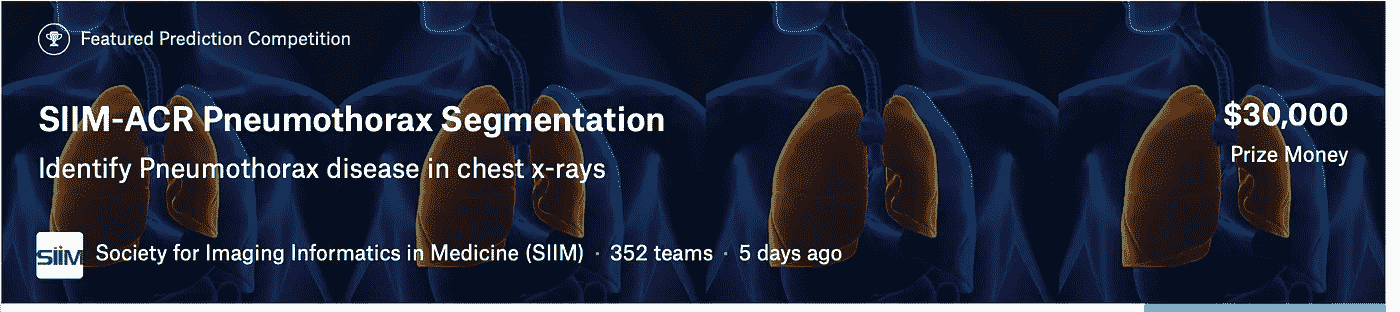 Featured Prediction Competition
SIIM-ACR Pneumothorax Segmentation
$30,000
Identify Pneumothorax disease in chest x-rays
Prize Money
SiiM
Society for Imaging Informatics in Medicine (SIIM) · 352 teams · 5 days ago